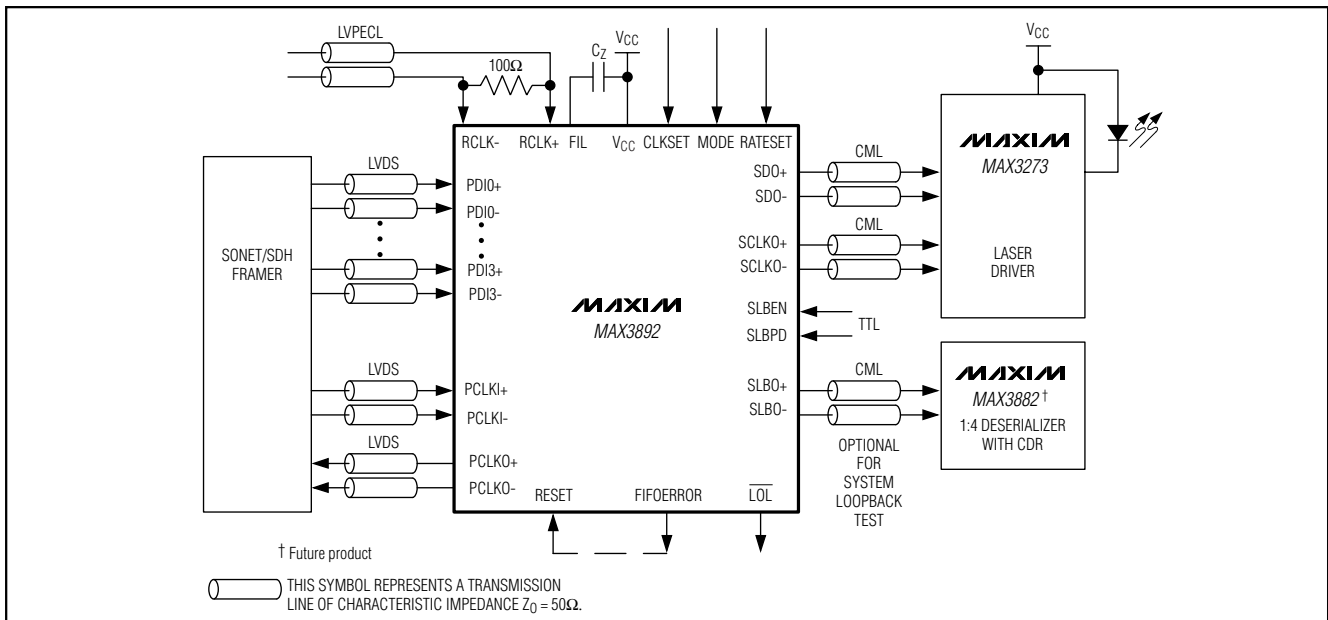 LVPECL
100Ω
CZ
VCC
VCC
RCLK-
RCLK+
FIL
VCC
CLKSET
MODE
RATESET
SONET/SDH
FRAMER
LVDS
PDI0+
PDI0-
PDI3+
PDI3-
LVDS
PCLKI+
PCLKI-
LVDS
PCLKO+
PCLKO-
MAXIM
MAX3892
RESET
FIFOERROR
LOL
SDO+
SDO-
SCLKO+
SCLKO-
SLBEN
SLBPD
SLBO+
SLBO-
CML
CML
TTL
CML
OPTIONAL
FOR
SYSTEM
LOOPBACK
TEST
MAXIM
MAX3273
LASER
DRIVER
MAXIM
MAX3882†
1:4 DESERIALIZER
WITH CDR
† Future product
THIS SYMBOL REPRESENTS A TRANSMISSION
LINE OF CHARACTERISTIC IMPEDANCE Z0 = 50Ω.